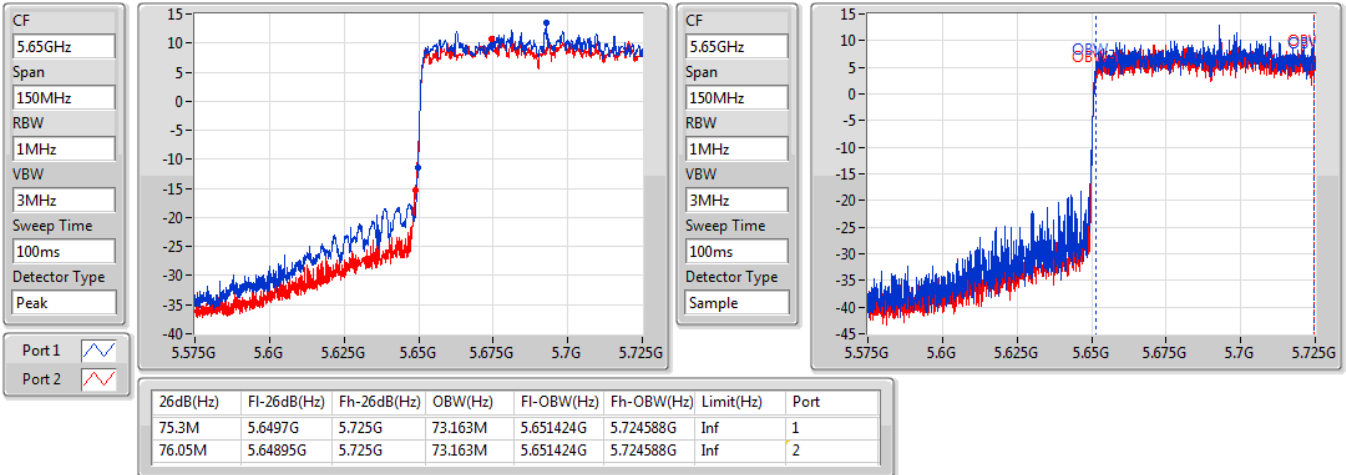 CF
5.65GHz
Span
150MHz
RBW
1MHz
VBW
3MHz
Sweep Time
100ms
Detector Type
Peak
Port 1
Port 2
15
10
5
0
-5
-10
-15
-20
-25
-30
-35
-40
5.575G 5.6G 5.625G 5.65G 5.675G 5.7G 5.725G
CF
5.65GHz
Span
150MHz
RBW
1MHz
VBW
3MHz
Sweep Time
100ms
Detector Type
Sample
15
10
5
0
-5
-10
-15
-20
-25
-30
-35
-40
-45
OBW
OBW
OBW
5.575G 5.6G 5.625G 5.65G 5.675G 5.7G 5.725G
26dB(Hz) Fl-26dB(Hz) Fh-26dB(Hz) OBW(Hz) Fl-OBW(Hz) Fh-OBW(Hz) Limit(Hz) Port
75.3M 5.6497G 5.725G 73.163M 5.651424G 5.724588G Inf 1
76.05M 5.64895G 5.725G 73.163M 5.651424G 5.724588G Inf 2